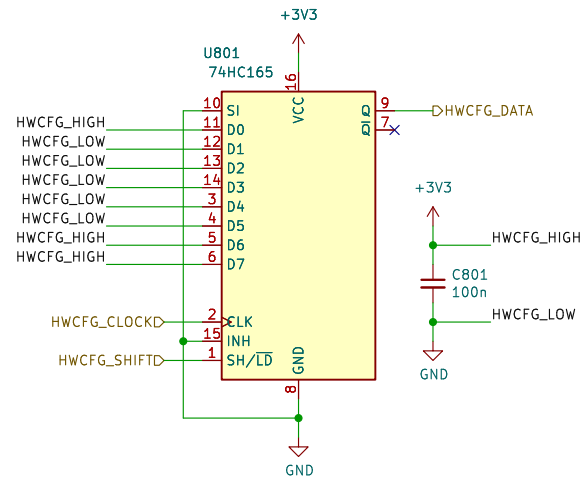 +3V3
U801
74HC165
16
VCC
10 SI
Q 9 HWCFG_DATA
HWCFG_HIGH 11 D0
Q 7
HWCFG_LOW 12 D1
HWCFG_LOW 13 D2
HWCFG_LOW 14 D3
HWCFG_LOW 3 D4
HWCFG_LOW 4 D5
HWCFG_HIGH 5 D6
HWCFG_HIGH 6 D7
+3V3
HWCFG_HIGH
C801
100n
HWCFG_LOW
GND
HWCFG_CLOCK 2 CLK
15 INH
HWCFG_SHIFT 1 SH/LD
GND
8
GND